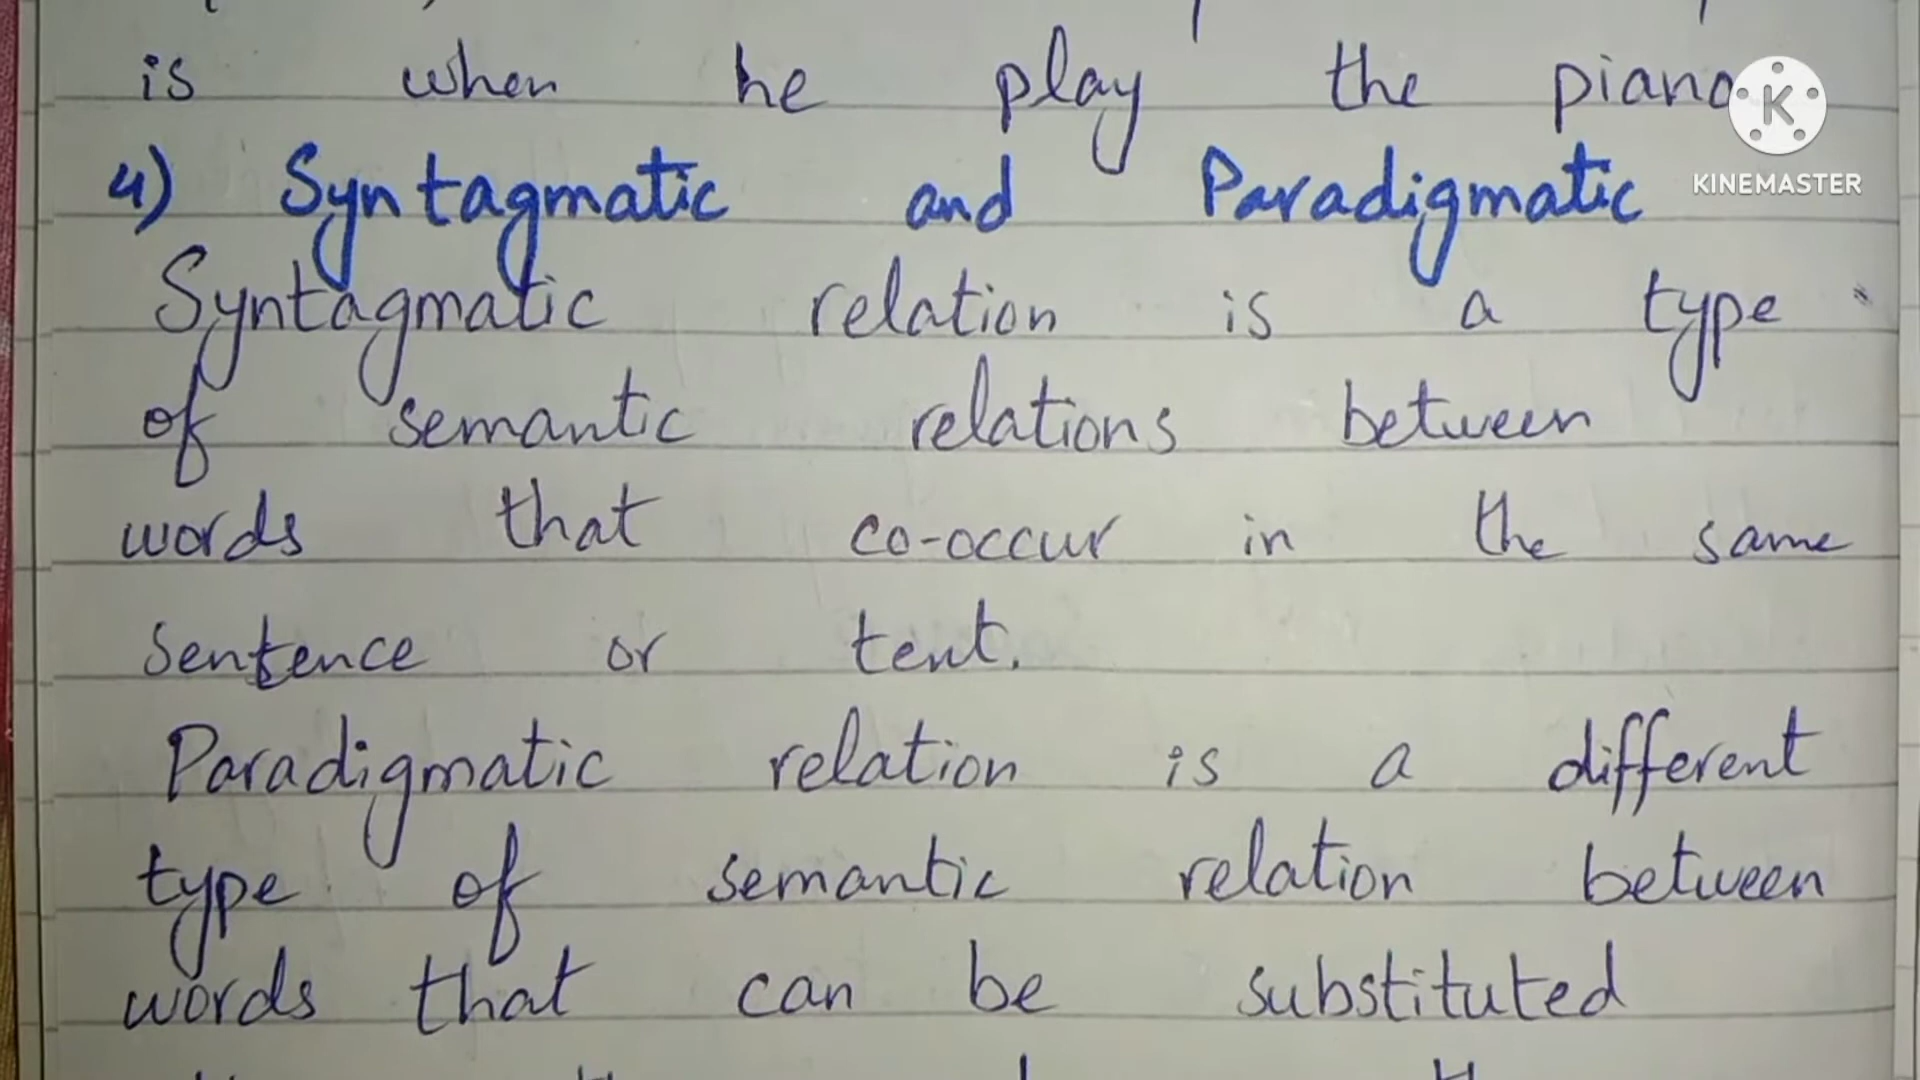 is when he play the piano
K
KINEMASTER
4) Syntagmatic and Paradigmatic
Syntagmatic relation is a type
of semantic relations between
words that co-occur in the same
sentence or text.
Paradigmatic relation is a different
type of semantic relation between
words that can be substituted